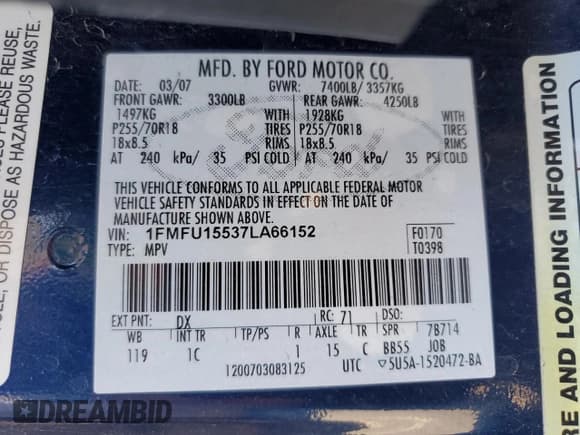 MFD. BY FORD MOTOR CO.
DATE: 03/07 GVWR: 7400LB/ 3357KG
FRONT GAWR: 3300LB REAR GAWR: 4250LB
1497KG WITH 1928KG WITH
P255/70R18 TIRES P255/70R18 TIRES
18x8.5 RIMS 18x8.5 RIMS
AT 240 kPa/ 35 PSI COLD AT 240 kPa/ 35 PSI COLD
THIS VEHICLE CONFORMS TO ALL APPLICABLE FEDERAL MOTOR
VEHICLE SAFETY STANDARDS IN EFFECT ON THE DATE OF
MANUFACTURE SHOWN ABOVE.
VIN: 1FMFU15537LA66152 F0170
TYPE: MPV T0398
EXT PNT: DX RC: 71 DSO:
WB INT TR TP/PS R AXLE TR SPR 7B714
119 1C 1 15 C BB55 JOB
1200703083125 UTC ▽5U5A-1520472-BA
PLEASE REUSE,
LE, OR DISPOSE AS HAZARDOUS WASTE.
RE AND LOADING INFORMATION
DREAMBID